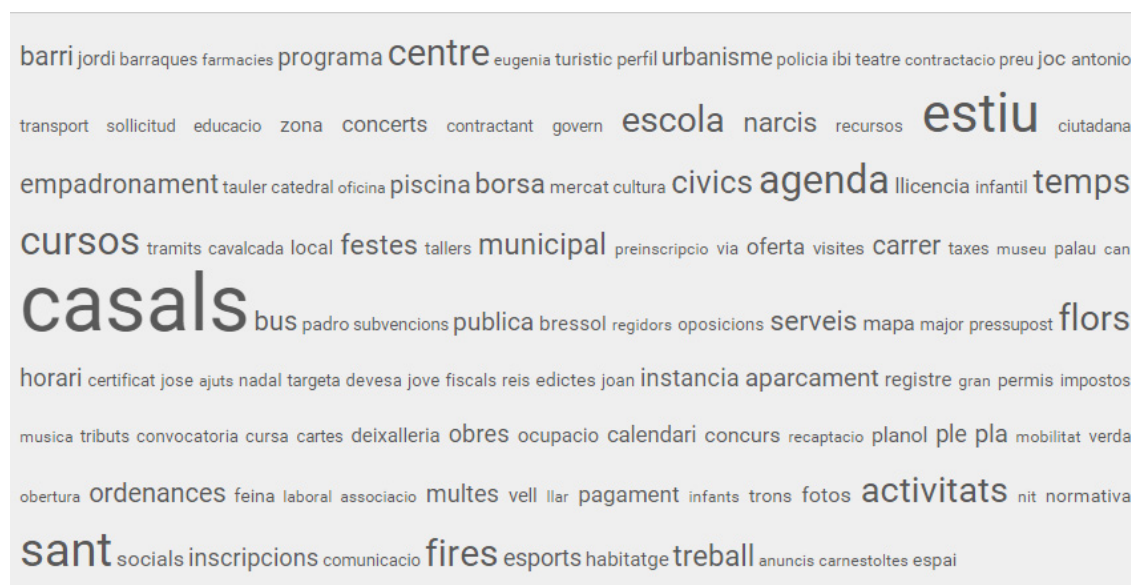 barri jordi barraques farmacies programa centre eugenia turistic perfil urbanisme policia ibi teatre contractacio preu joc antonio
transport sollicitud educacio zona concerts contractant govern escola narcis recursos estiu ciutadana
empadronament tauler catedral oficina piscina borsa mercat cultura civics agenda llicencia infantil temps
cursos tramits cavalcada local festes tallers municipal preinscripcio via oferta visites carrer taxes museu palau can
casals bus padro subvencions publica bressol regidors oposicions serveis mapa major pressupost flors
horari certificat jose ajuts nadal targeta devesa jove fiscals reis edictes joan instancia aparcament registre gran permis impostos
musica tributs convocatoria cursa cartes deixalleria obres ocupacio calendari concurs recaptacio planol ple pla mobilitat verda
obertura ordenances feina laboral associacio multes vell llar pagament infants trons fotos activitats nit normativa
sant socials inscripcions comunicacio fires esports habitatge treball anuncis carnestoltes espai